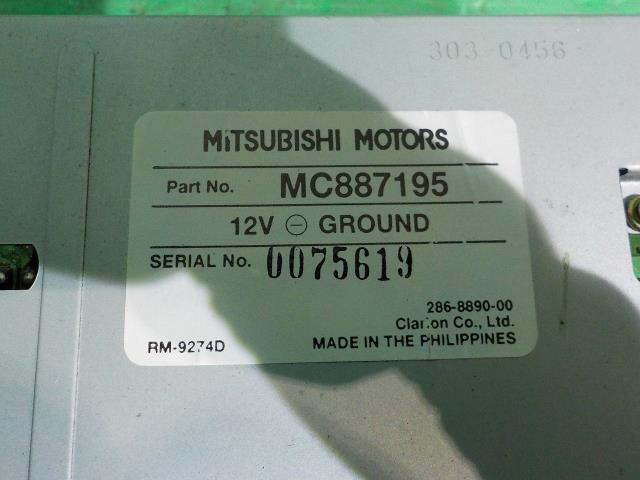 303 0456
MITSUBISHI MOTORS
Part No. MC887195
12V ⊖ GROUND
SERIAL No. 0075619
286-8890-00
Clarion Co., Ltd.
RM-9274D MADE IN THE PHILIPPINES